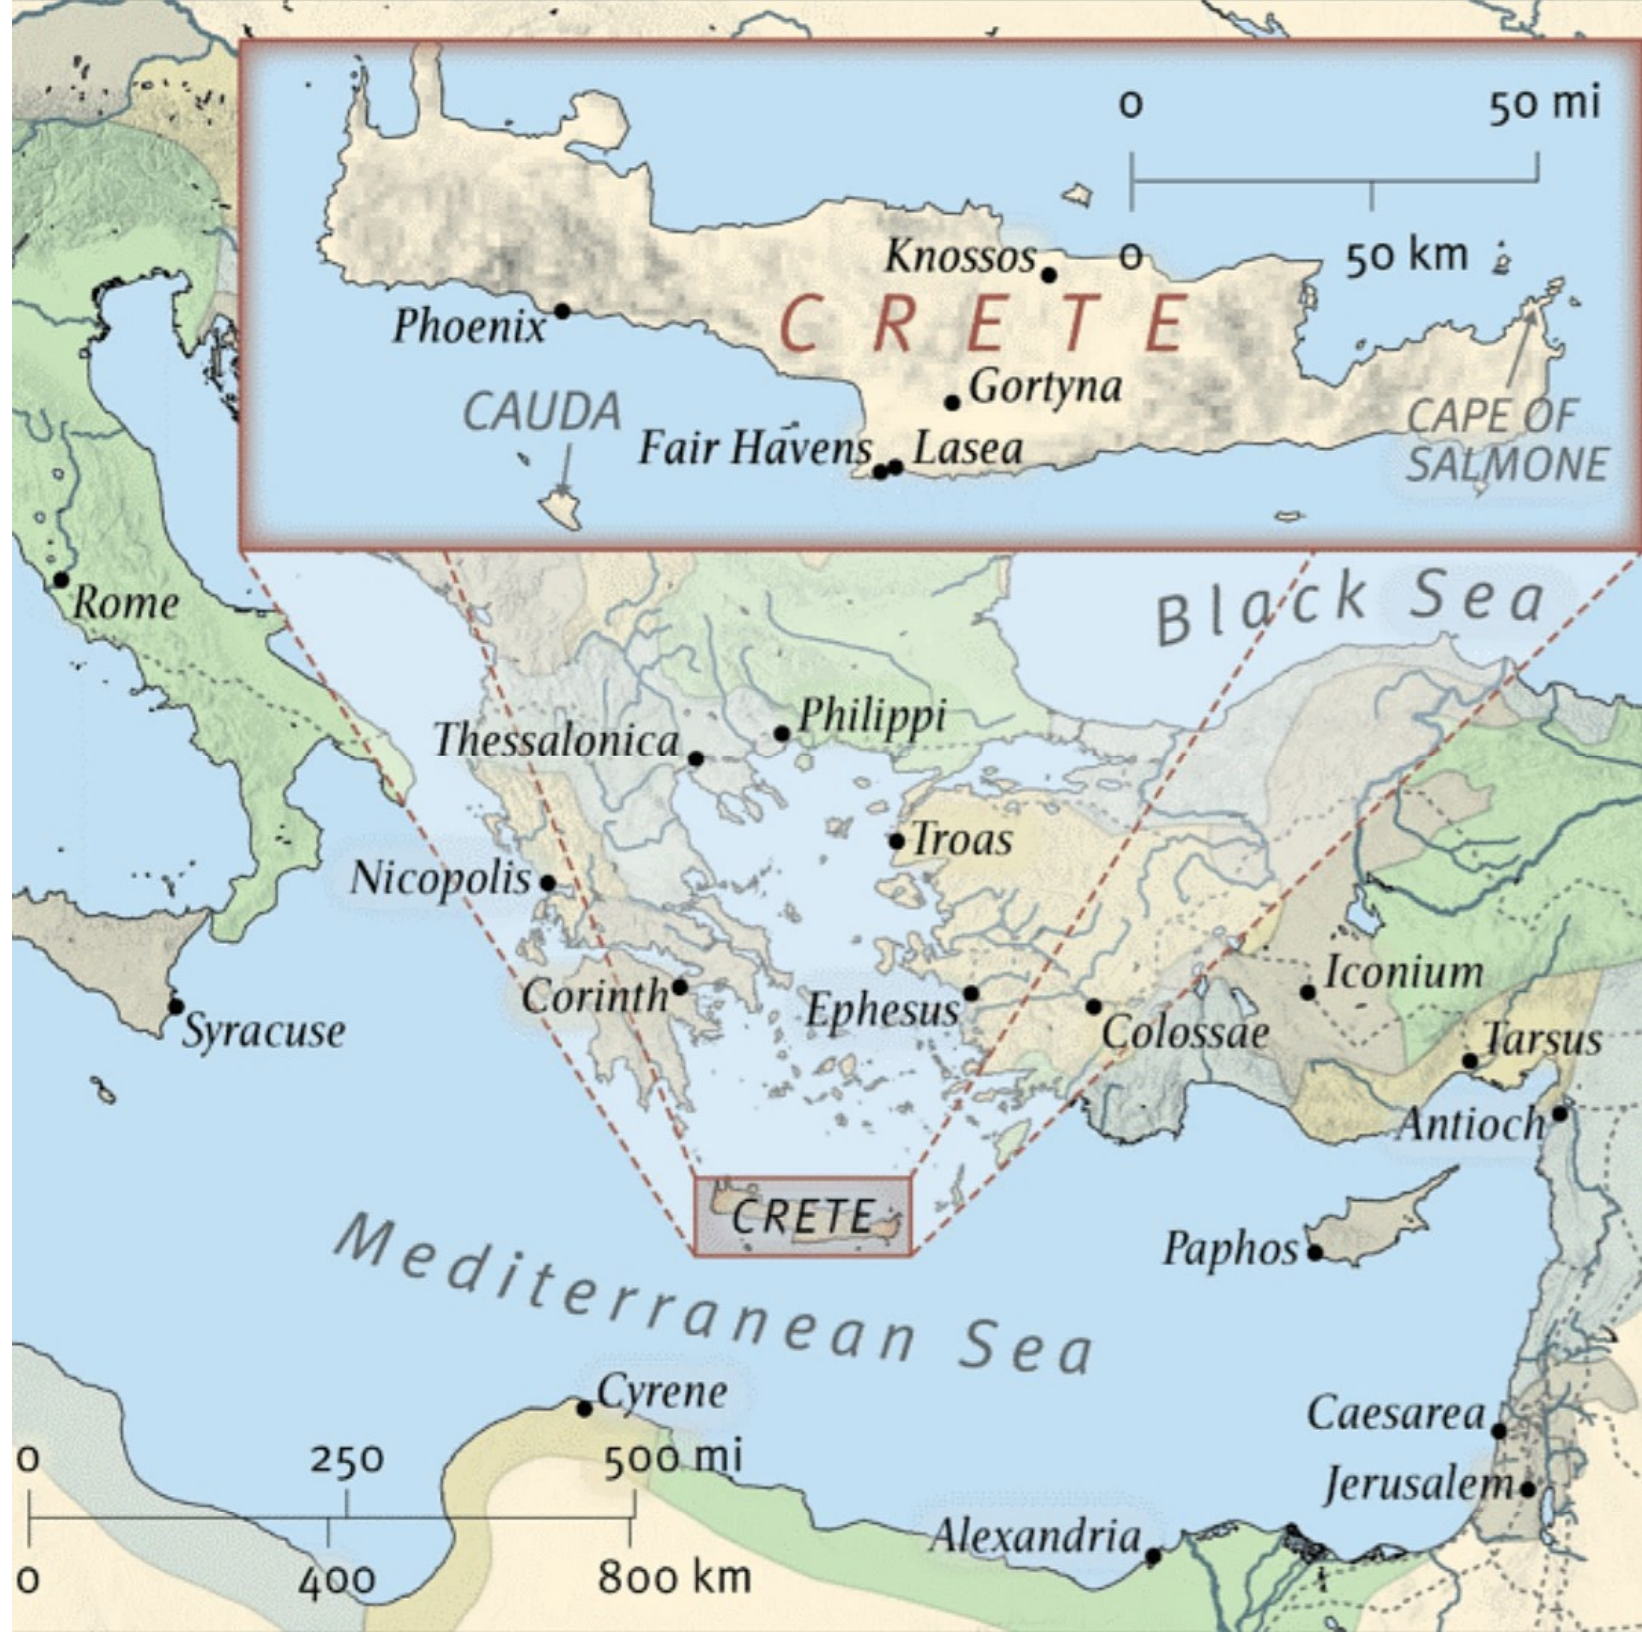 0 50 mi
0 50 km
Knossos
CRETE
Phoenix
Gortyna
CAUDA
Fair Havens
Lasea
CAPE OF
SALMONE
Black Sea
Rome
Philippi
Thessalonica
Troas
Nicopolis
Iconium
Corinth
Ephesus
Colossae
Syracuse
Tarsus
Antioch
CRETE
Paphos
Mediterranean Sea
Cyrene
Caesarea
0 250 500 mi
Jerusalem
Alexandria
0 400 800 km